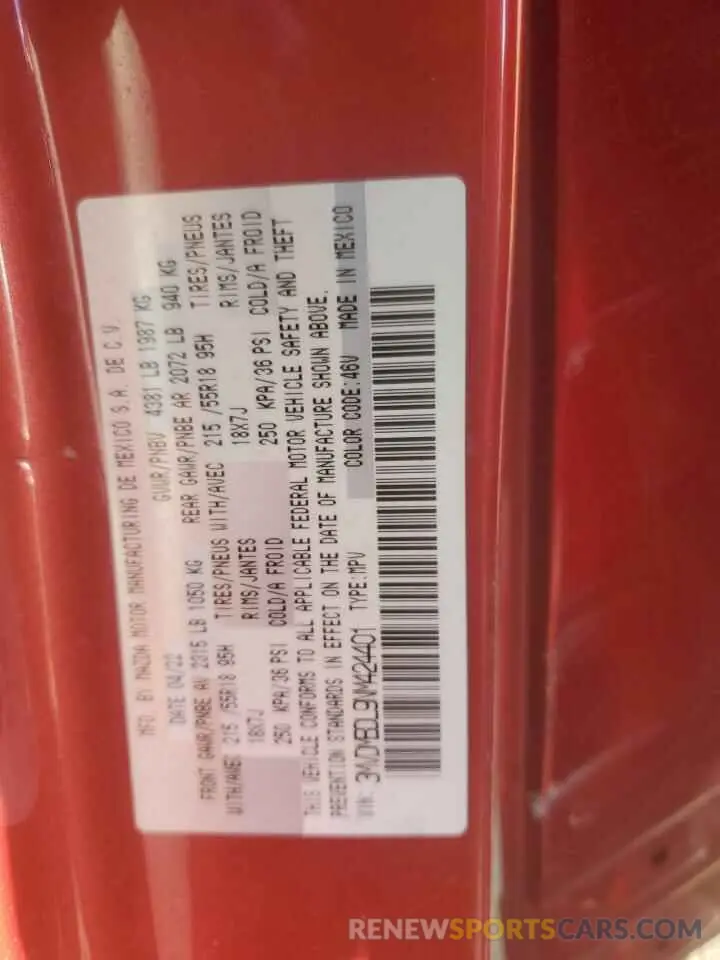 MFD. BY MAZDA MOTOR MANUFACTURING DE MEXICO S.A. DE C.V.
DATE 04/22 GVWR/PNBV 4381 LB 1987 KG
FRONT GAWR/PNBE AV 2315 LB 1050 KG REAR GAWR/PNBE AR 2072 LB 940 KG
WITH/AVEC 215 /55R18 95H TIRES/PNEUS WITH/AVEC 215 /55R18 95H TIRES/PNEUS
18X7J RIMS/JANTES 18X7J RIMS/JANTES
250 KPA/36 PSI COLD/A FROID 250 KPA/36 PSI COLD/A FROID
THIS VEHICLE CONFORMS TO ALL APPLICABLE FEDERAL MOTOR VEHICLE SAFETY AND THEFT
PREVENTION STANDARDS IN EFFECT ON THE DATE OF MANUFACTURE SHOWN ABOVE.
VIN: 3MVDMBDL9NM424401 TYPE:MPV COLOR CODE:46V MADE IN MEXICO
RENEWSPORTSCARS.COM